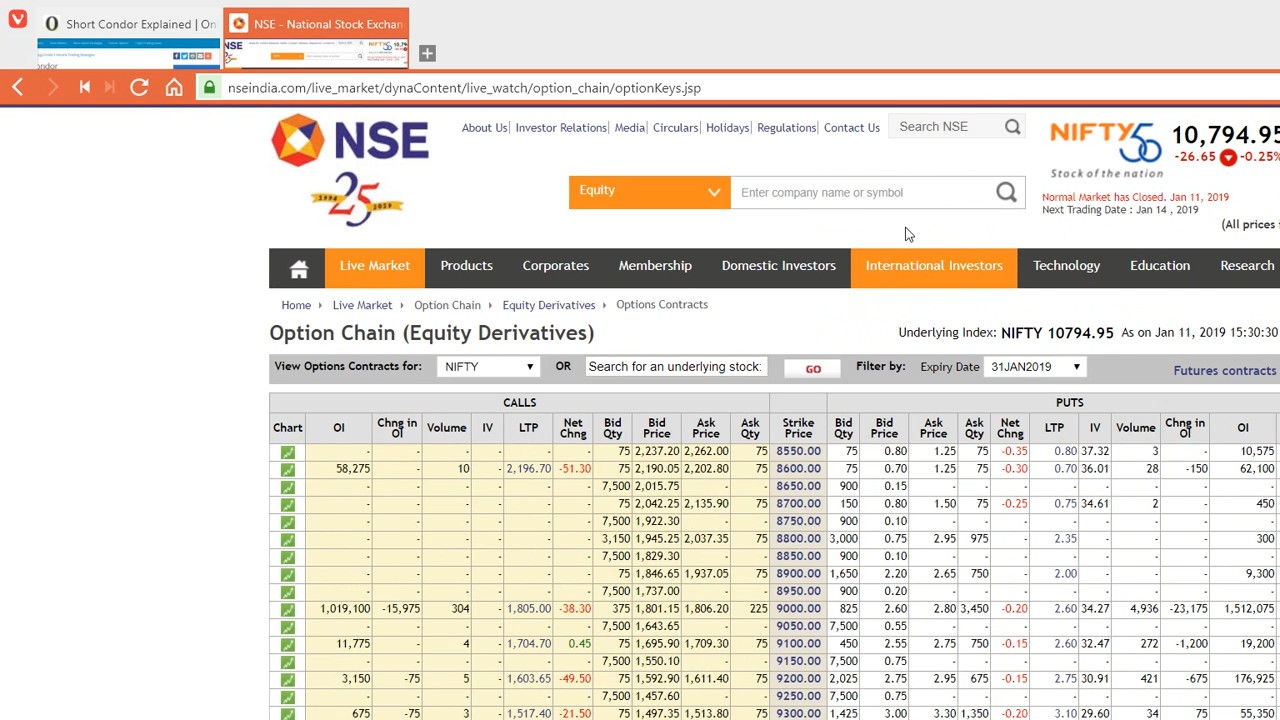 Short Condor Explained | On
NSE - National Stock Exchan
nseindia.com/live_market/dynaContent/live_watch/option_chain/optionKeys.jsp
NSE
25
About Us | Investor Relations | Media | Circulars | Holidays | Regulations | Contact Us
Search NSE
NIFTY 50
Stock of the nation
10,794.95
-26.65 -0.25%
Normal Market has Closed. Jan 11, 2019
Next Trading Date : Jan 14 , 2019
(All prices
Equity
Enter company name or symbol
Live Market Products Corporates Membership Domestic Investors International Investors Technology Education Research
Home Live Market Option Chain Equity Derivatives Options Contracts
Option Chain (Equity Derivatives)
Underlying Index: NIFTY 10794.95 As on Jan 11, 2019 15:30:30
View Options Contracts for: NIFTY OR Search for an underlying stock: GO Filter by: Expiry Date 31JAN2019 Futures contracts
CALLS PUTS
Chart OI Chng in OI Volume IV LTP Net Chng Bid Qty Bid Price Ask Price Ask Qty Strike Price Bid Qty Bid Price Ask Price Ask Qty Net Chng LTP IV Volume Chng in OI OI
- - - - - - 75 2,237.20 2,262.00 75 8550.00 75 0.80 1.25 75 -0.35 0.80 37.32 3 - 10,575
58,275 - 10 - 2,196.70 -51.30 75 2,190.05 2,202.80 75 8600.00 75 0.70 1.25 75 -0.30 0.70 36.01 28 -150 62,100
- - - - - - 7,500 2,015.75 - - 8650.00 900 0.15 - - - - - - - -
- - - - - - 75 2,042.25 2,135.90 75 8700.00 150 0.80 1.50 75 -0.25 0.75 34.61 2 - 450
- - - - - - 7,500 1,922.30 - - 8750.00 900 0.10 - - - - - - - -
- - - - - - 3,150 1,945.25 2,037.35 75 8800.00 3,000 0.75 2.95 975 - 2.35 - - - 300
- - - - - - 7,500 1,829.30 - - 8850.00 900 0.10 - - - - - - - -
- - - - - - 75 1,846.65 1,937.05 75 8900.00 1,650 2.20 2.65 750 - 2.00 - - - 9,300
- - - - - - 75 1,737.00 - - 8950.00 900 0.20 - - - - - - - -
1,019,100 -15,975 304 - 1,805.00 -38.30 375 1,801.15 1,806.20 225 9000.00 825 2.60 2.80 3,450 -0.20 2.60 34.27 4,936 -23,175 1,512,075
- - - - - - 7,500 1,643.65 - - 9050.00 7,500 0.55 - - - - - - - -
11,775 - 4 - 1,704.70 0.45 75 1,695.90 1,709.30 75 9100.00 450 2.55 2.75 750 -0.15 2.60 32.47 272 -1,200 19,200
- - - - - - 7,500 1,550.10 - - 9150.00 7,500 0.75 - - - - - - - -
3,150 -75 5 - 1,603.65 -49.50 75 1,592.90 1,611.40 75 9200.00 2,025 2.75 2.95 675 -0.15 2.75 30.91 421 -675 176,925
- - - - - - 7,500 1,457.60 - - 9250.00 7,500 0.75 - - - - - - - -
675 -75 3 - 1,517.40 -21.50 75 1,497.35 1,513.80 75 9300.00 1,425 3.00 3.30 1,350 -0.20 3.10 29.60 34 75 55,350